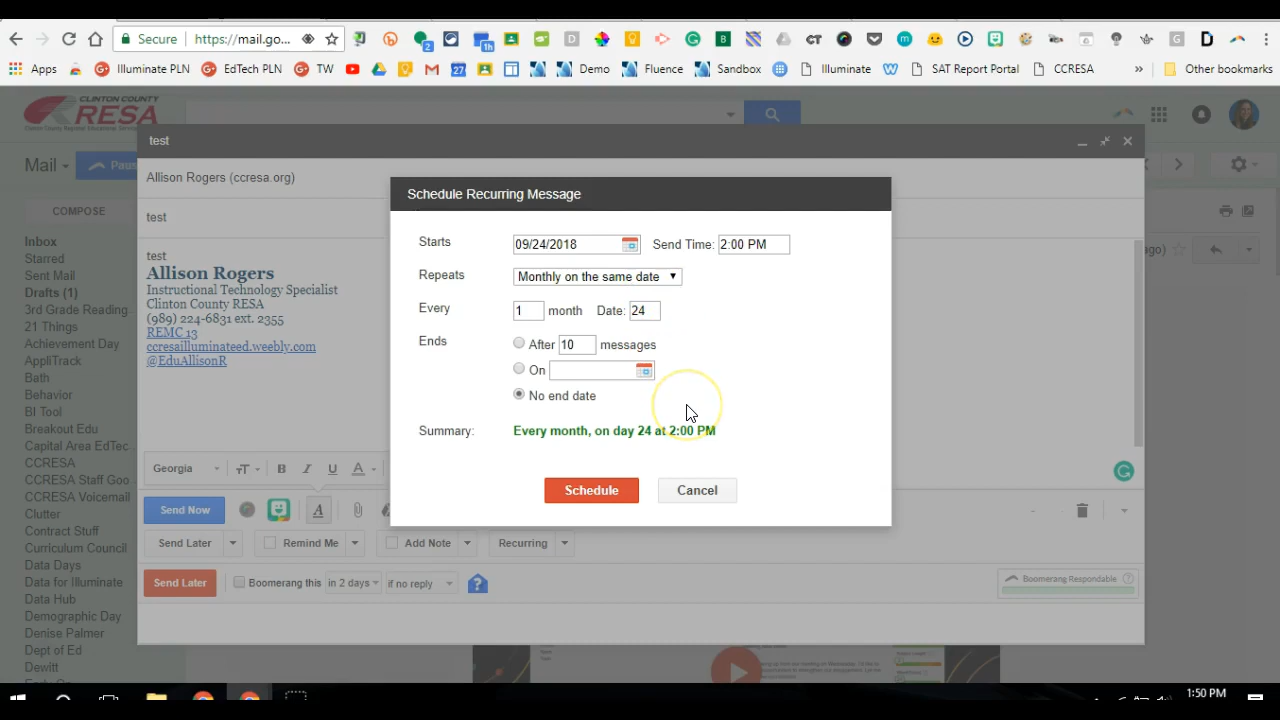 Secure https://mail.go...
2
1h
Apps Illuminate PLN EdTech PLN TW 27 Demo Fluence Sandbox Illuminate SAT Report Portal CCRESA » Other bookmarks
CLINTON COUNTY
RESA
Mail
Paus
test
Allison Rogers (ccresa.org)
test
test
Allison Rogers
Instructional Technology Specialist
Clinton County RESA
(989) 224-6831 ext. 2355
REMC 13
ccresailluminateed.weebly.com
@EduAllisonR
ago)
COMPOSE
Inbox
Starred
Sent Mail
Drafts (1)
3rd Grade Reading
21 Things
Achievement Day
AppliTrack
Bath
Behavior
BI Tool
Breakout Edu
Capital Area EdTec
CCRESA
CCRESA Staff Goo
CCRESA Voicemail
Clutter
Contract Stuff
Curriculum Council
Data Days
Data for Illuminate
Data Hub
Demographic Day
Denise Palmer
Dept of Ed
Dewitt
Schedule Recurring Message
Starts 09/24/2018 Send Time: 2:00 PM
Repeats Monthly on the same date
Every 1 month Date: 24
Ends After 10 messages
On
No end date
Summary: Every month, on day 24 at 2:00 PM
Schedule Cancel
Georgia B I U A
Send Now A
Send Later Remind Me Add Note Recurring
Send Later Boomerang this in 2 days if no reply Boomerang Respondable
1:50 PM